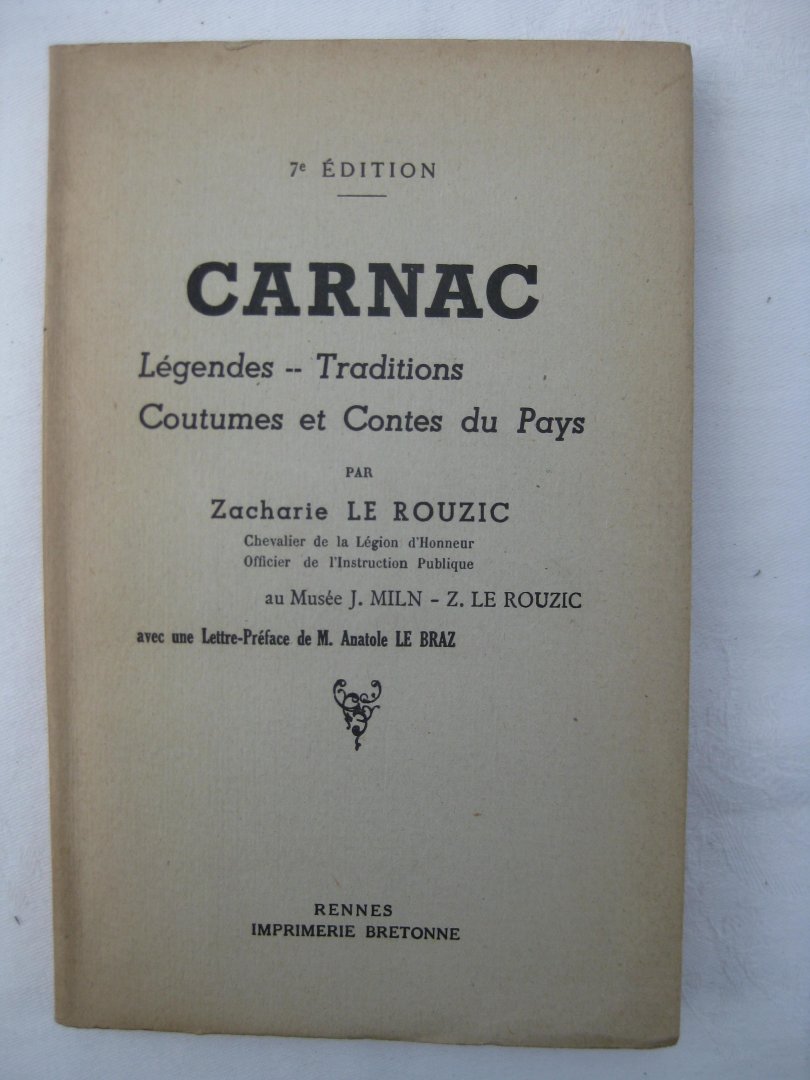 7e ÉDITION
CARNAC
Légendes -- Traditions
Coutumes et Contes du Pays
PAR
Zacharie LE ROUZIC
Chevalier de la Légion d'Honneur
Officier de l'Instruction Publique
au Musée J. MILN - Z. LE ROUZIC
avec une Lettre-Préface de M. Anatole LE BRAZ
RENNES
IMPRIMERIE BRETONNE